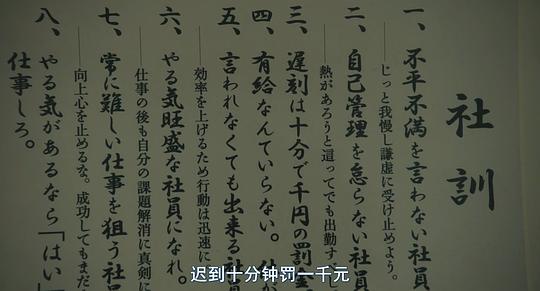 社訓
一、不平不満を言わない社員
じっと我慢し謙虚に受け止めよう。
二、自己管理を怠らない社員
熱があろうと這ってでも出勤す
三、遅刻は十分で千円の罰金
四、有給なんていらない。
五、言われなくても出来る社員
効率を上げるため行動は迅速に
六、やる気旺盛な社員になれ。
仕事の後も自分の課題解消に真剣に
七、常に難しい仕事を狙う社員
向上心を止めるな。成功してもまだ
八、やる気があるなら「はい」
仕事しろ。
迟到十分钟罚一千元